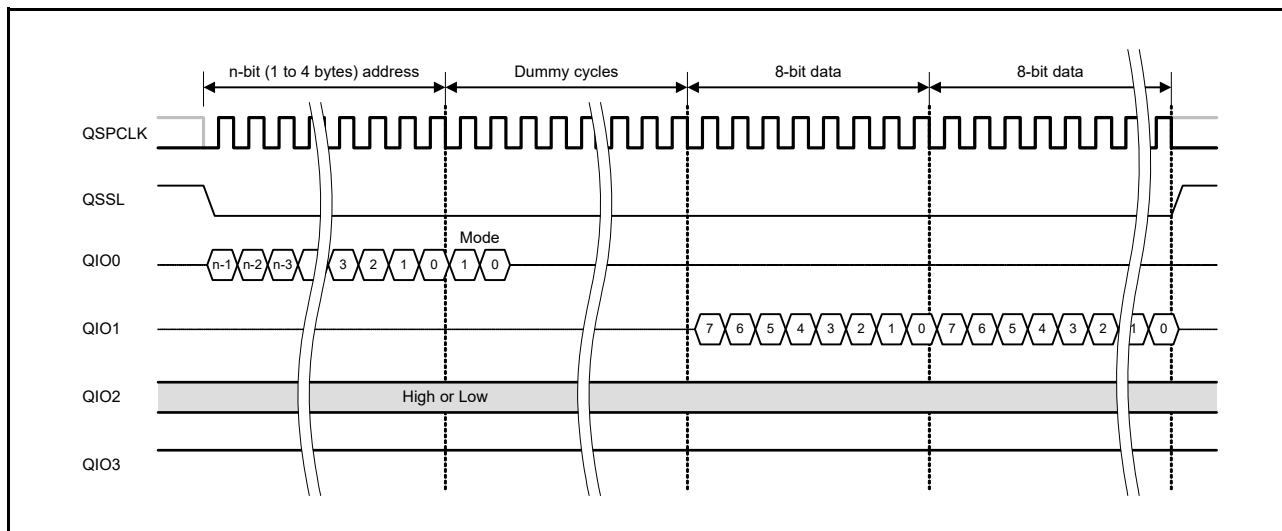 n-bit (1 to 4 bytes) address Dummy cycles 8-bit data 8-bit data
QSPCLK
QSSL
Mode
QIO0 n-1 n-2 n-3 3 2 1 0 1 0
QIO1 7 6 5 4 3 2 1 0 7 6 5 4 3 2 1 0
QIO2 High or Low
QIO3